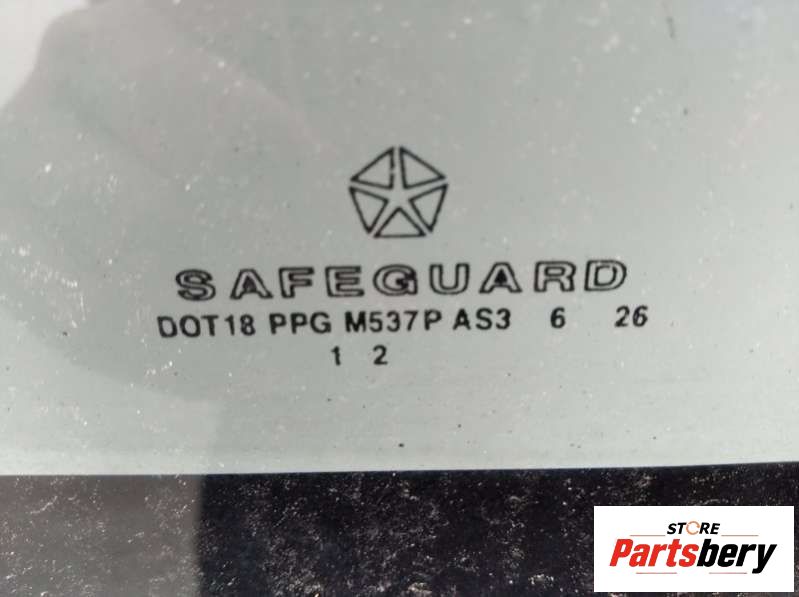 SAFEGUARD
DOT18 PPG M537P AS3 6 26
1 2
STORE
Partsbery